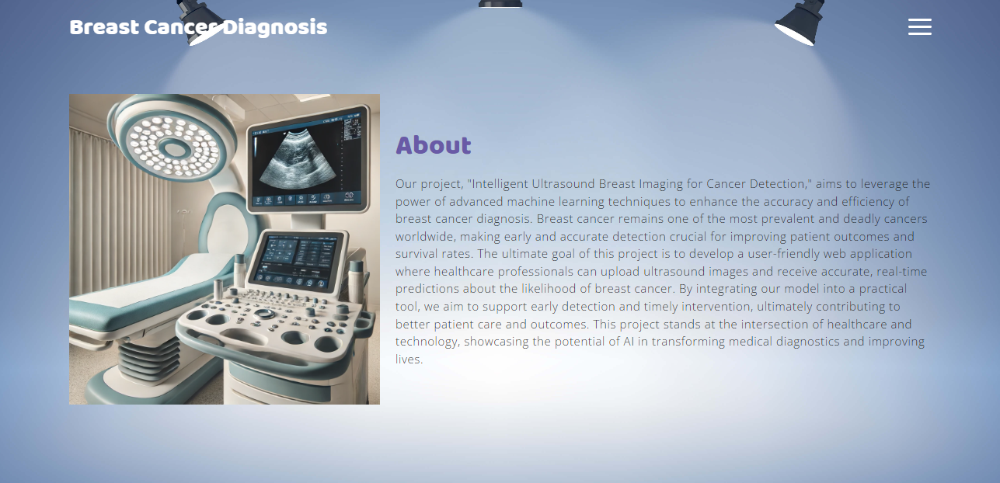 Breast Cancer Diagnosis
About
Our project, "Intelligent Ultrasound Breast Imaging for Cancer Detection," aims to leverage the
power of advanced machine learning techniques to enhance the accuracy and efficiency of
breast cancer diagnosis. Breast cancer remains one of the most prevalent and deadly cancers
worldwide, making early and accurate detection crucial for improving patient outcomes and
survival rates. The ultimate goal of this project is to develop a user-friendly web application
where healthcare professionals can upload ultrasound images and receive accurate, real-time
predictions about the likelihood of breast cancer. By integrating our model into a practical
tool, we aim to support early detection and timely intervention, ultimately contributing to
better patient care and outcomes. This project stands at the intersection of healthcare and
technology, showcasing the potential of AI in transforming medical diagnostics and improving
lives.